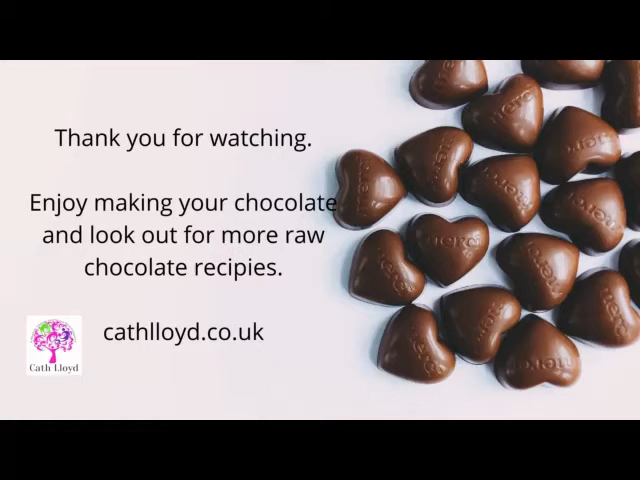 Thank you for watching.
Enjoy making your chocolate
and look out for more raw
chocolate recipies.
cathlloyd.co.uk
Cath Lloyd